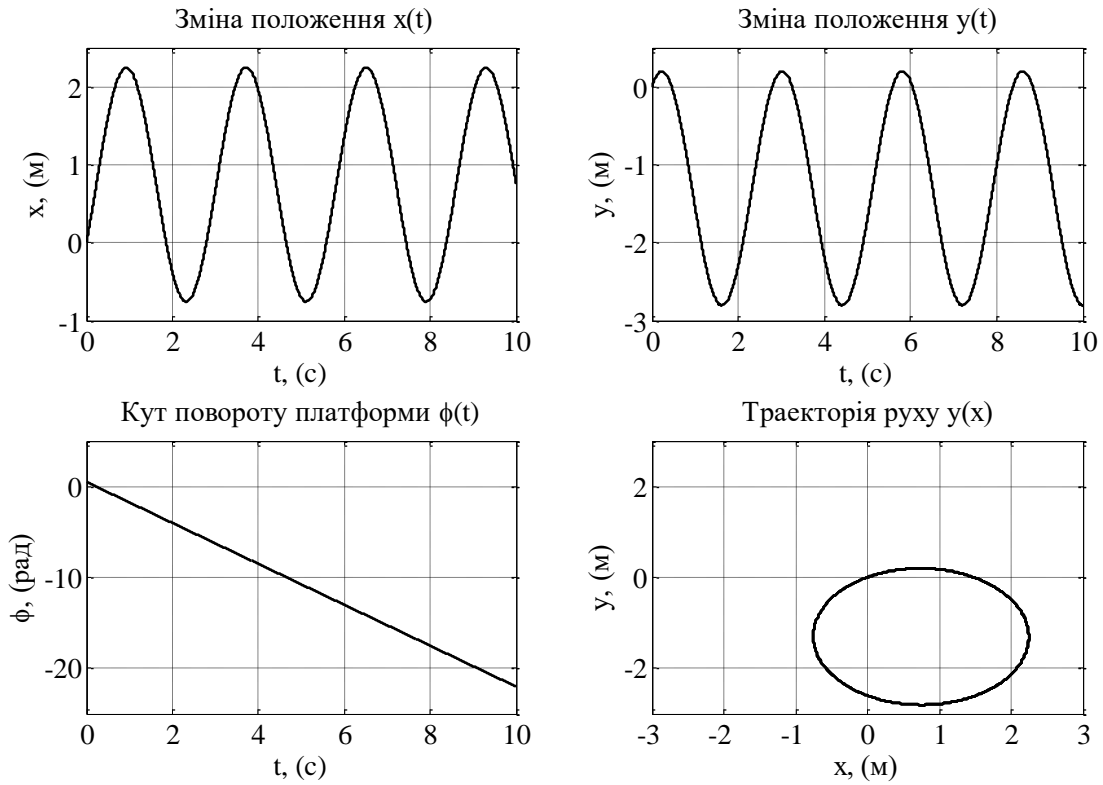 Зміна положення x(t)
2
1
0
-1
x, (м)
0 2 4 6 8 10
t, (с)
Зміна положення y(t)
0
-1
-2
-3
y, (м)
0 2 4 6 8 10
t, (с)
Кут повороту платформи ϕ(t)
0
-10
-20
ϕ, (рад)
0 2 4 6 8 10
t, (с)
Траекторія руху y(x)
2
0
-2
y, (м)
-3 -2 -1 0 1 2 3
x, (м)